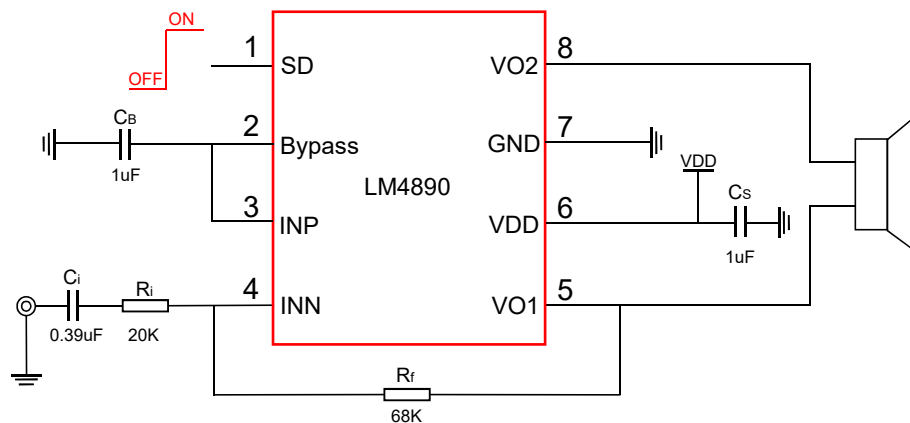 ON
OFF
1
SD
CB
1uF
2
Bypass
3
INP
Ci
0.39uF
Ri
20K
4
INN
LM4890
VO2
8
GND
7
VDD
6
VDD
CS
1uF
VO1
5
Rf
68K